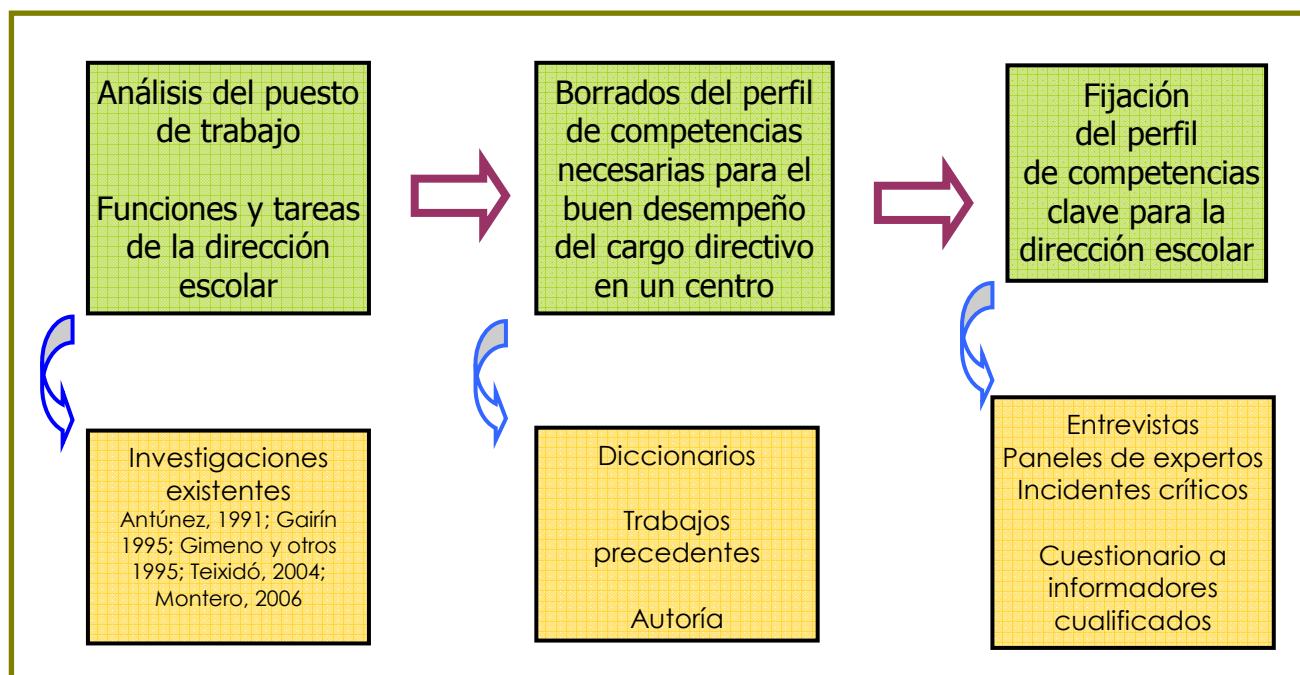 Análisis del puesto
de trabajo
Funciones y tareas
de la dirección
escolar
Borrados del perfil
de competencias
necesarias para el
buen desempeño
del cargo directivo
en un centro
Fijación
del perfil
de competencias
clave para la
dirección escolar
Investigaciones
existentes
Antúnez, 1991; Gairín
1995; Gimeno y otros
1995; Teixidó, 2004;
Montero, 2006
Diccionarios
Trabajos
precedentes
Autoría
Entrevistas
Paneles de expertos
Incidentes críticos
Cuestionario a
informadores
cualificados